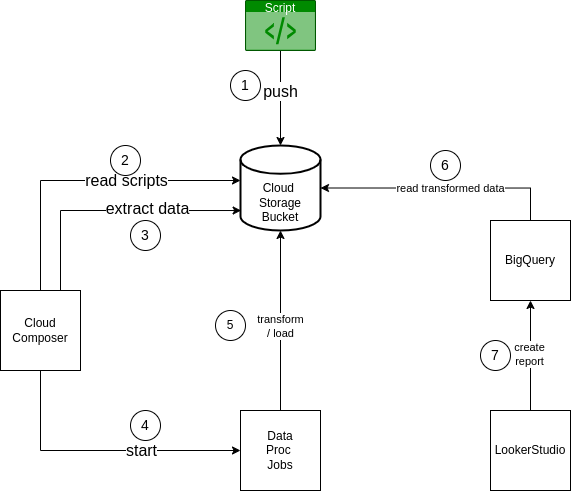 Script
</>
1
push
2
read scripts
Cloud
Storage
Bucket
6
read transformed data
extract data
3
BigQuery
Cloud
Composer
5
transform
/ load
7
create
report
4
start
Data
Proc
Jobs
LookerStudio